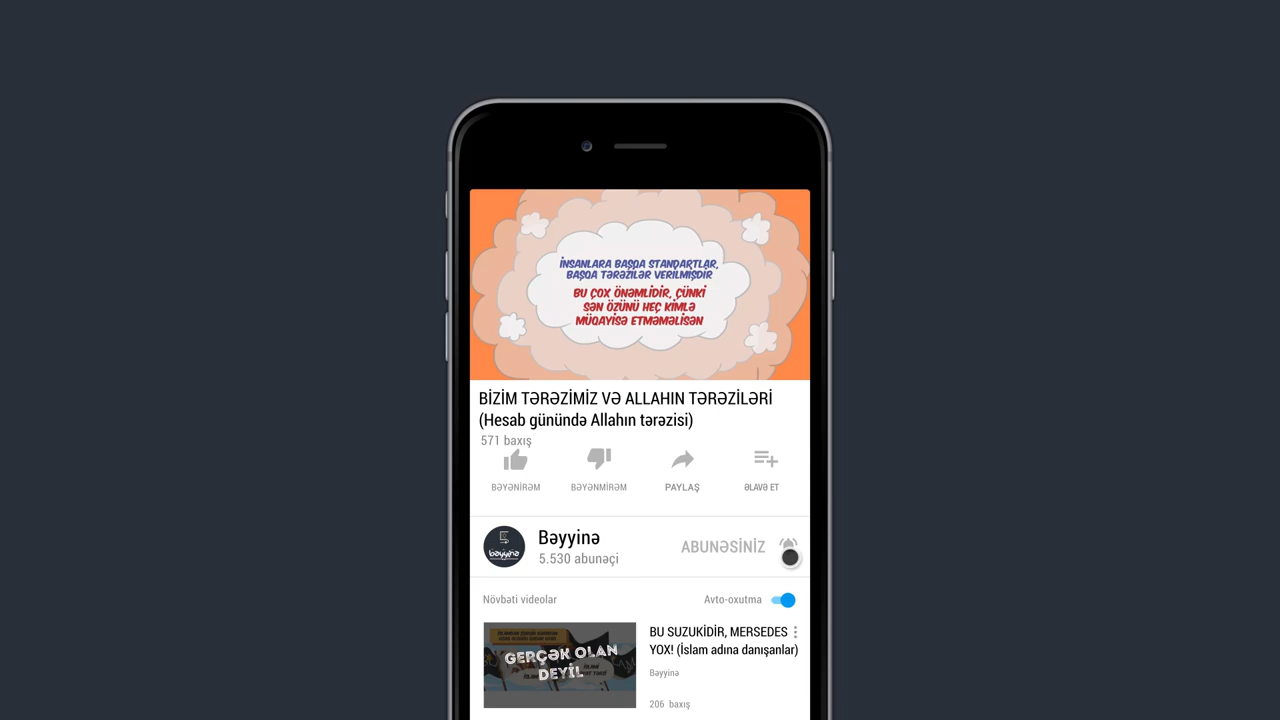 İNSANLARA BAŞQA STANDARTLAR,
BAŞQA TƏRƏZİLƏR VERİLMİŞDİR
BU ÇOX ÖNƏMLİDİR, ÇÜNKİ
SƏN ÖZÜNÜ HEÇ KİMLƏ
MÜQAYİSƏ ETMƏMƏLİSƏN
BİZİM TƏRƏZİMİZ VƏ ALLAHIN TƏRƏZİLƏRİ
(Hesab günündə Allahın tərəzisi)
571 baxış
BƏYƏNİRƏM BƏYƏNMİRƏM PAYLAŞ ƏLAVƏ ET
bəyyinə
Bəyyinə
5.530 abunəçi
ABUNƏSİNİZ
Növbəti videolar
Avto-oxutma
GERÇƏK OLAN
DEYİL
BU SUZUKİDİR, MERSEDES
YOX! (İslam adına danışanlar)
Bəyyinə
206 baxış